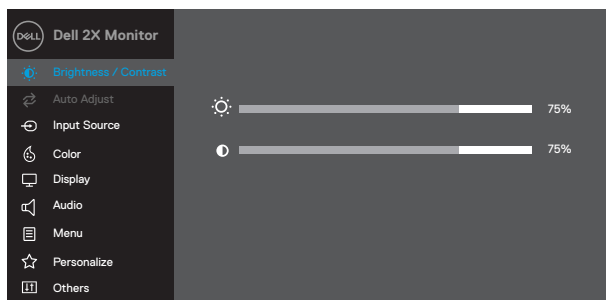 DELL Dell 2X Monitor
Brightness / Contrast
Auto Adjust
Input Source
Color
Display
Audio
Menu
Personalize
Others
75%
75%